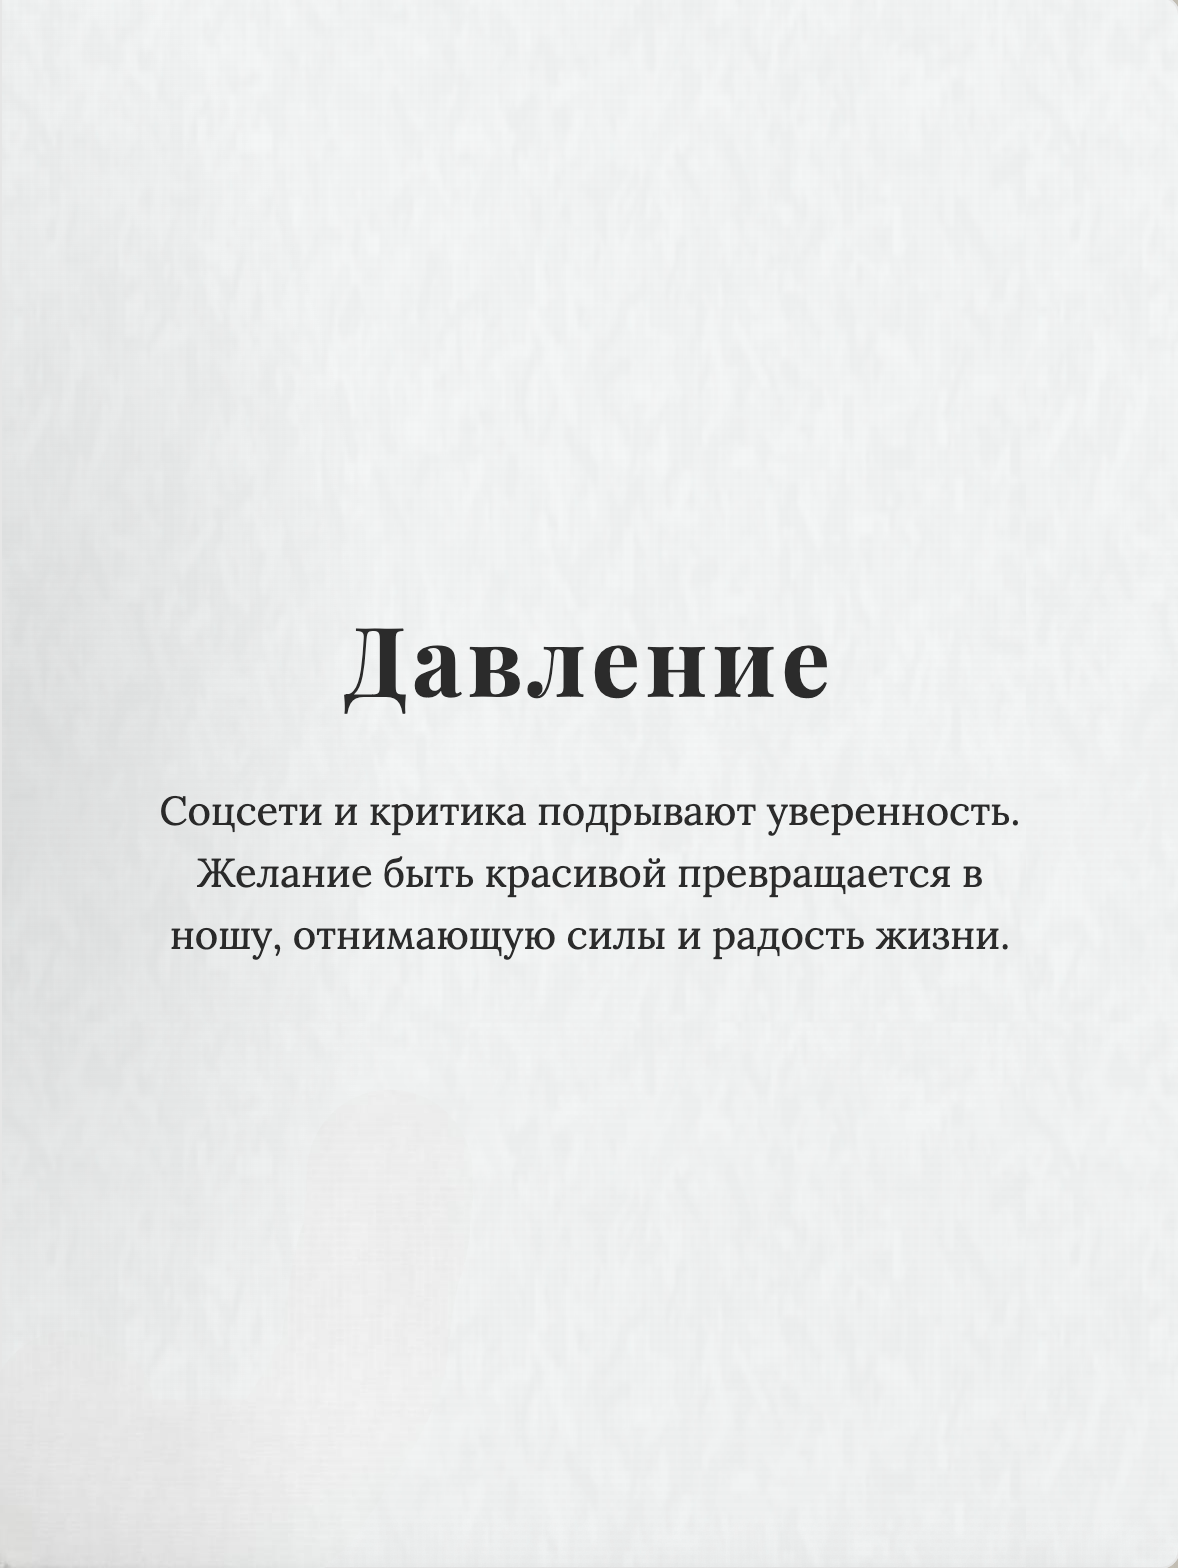 Давление
Соцсети и критика подрывают уверенность.
Желание быть красивой превращается в
ношу, отнимающую силы и радость жизни.